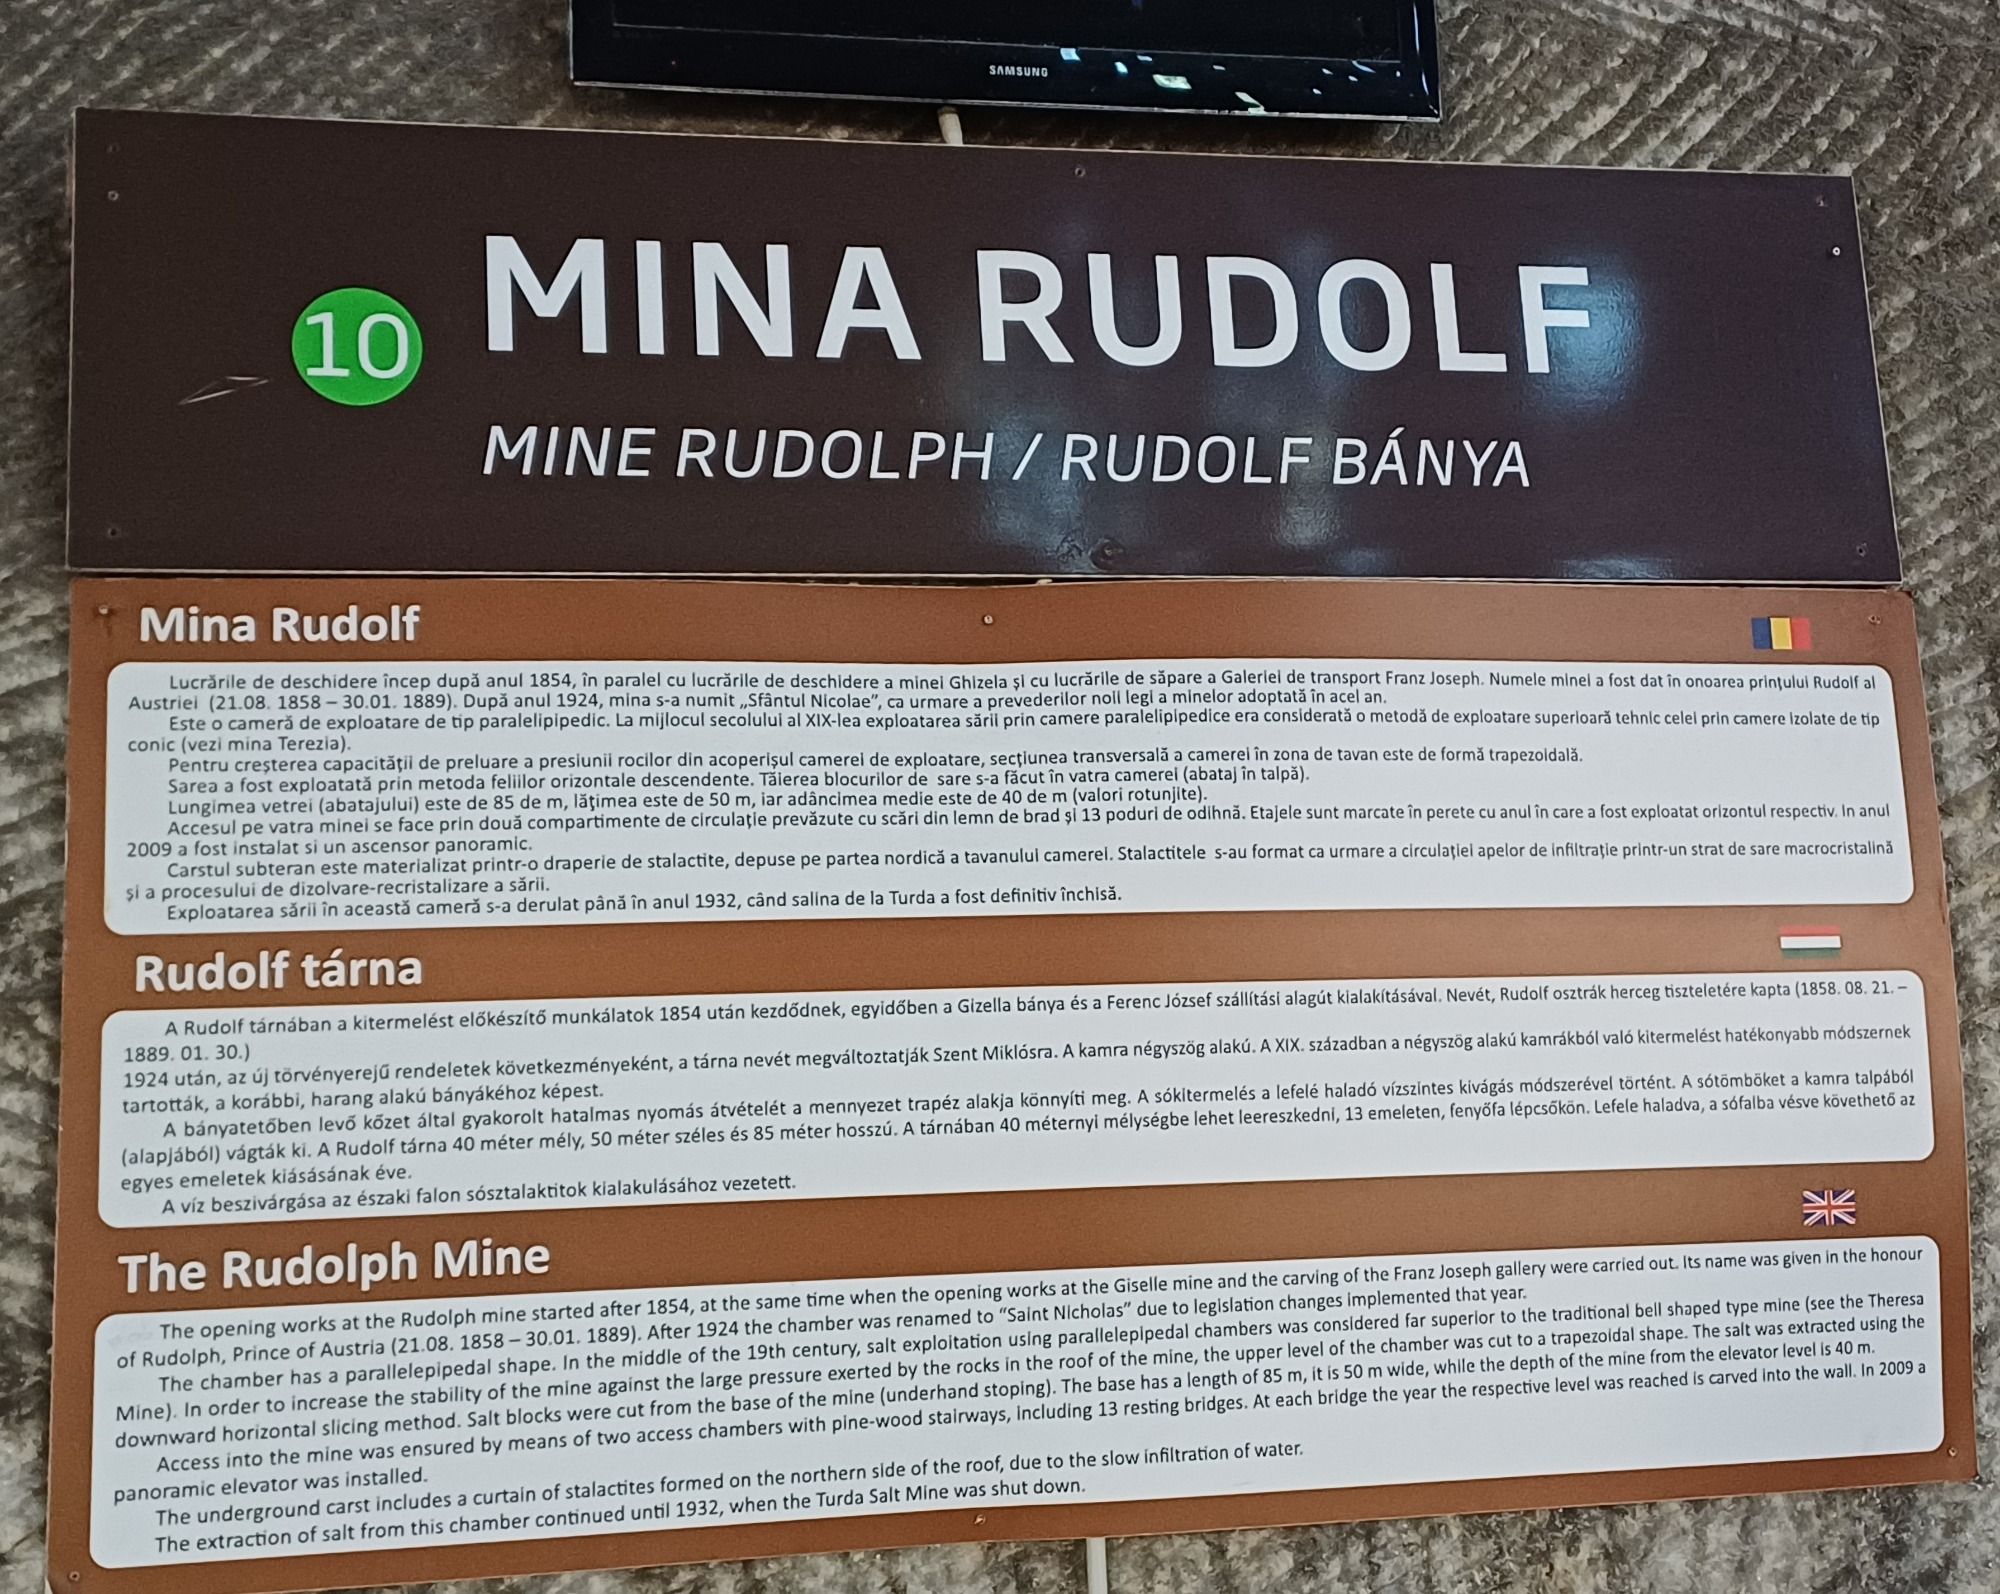 SAMSUNG
10
MINA RUDOLF
MINE RUDOLPH / RUDOLF BÁNYA
Mina Rudolf
Lucrările de deschidere încep după anul 1854, în paralel cu lucrările de deschidere a minei Ghizela și cu lucrările de săpare a Galeriei de transport Franz Joseph. Numele minei a fost dat în onoarea prințului Rudolf al
Austriei (21.08. 1858 – 30.01. 1889). După anul 1924, mina s-a numit „Sfântul Nicolae”, ca urmare a prevederilor noii legi a minelor adoptată în acel an.
Este o cameră de exploatare de tip paralelipipedic. La mijlocul secolului al XIX-lea exploatarea sării prin camere paralelipipedice era considerată o metodă de exploatare superioară tehnic celei prin camere izolate de tip
conic (vezi mina Terezia).
Pentru creșterea capacității de preluare a presiunii rocilor din acoperișul camerei de exploatare, secțiunea transversală a camerei în zona de tavan este de formă trapezoidală.
Sarea a fost exploatată prin metoda feliilor orizontale descendente. Tăierea blocurilor de sare s-a făcut în vatra camerei (abataj în talpă).
Lungimea vetrei (abatajului) este de 85 de m, lățimea este de 50 m, iar adâncimea medie este de 40 de m (valori rotunjite).
Accesul pe vatra minei se face prin două compartimente de circulație prevăzute cu scări din lemn de brad și 13 poduri de odihnă. Etajele sunt marcate în perete cu anul în care a fost exploatat orizontul respectiv. In anul
2009 a fost instalat si un ascensor panoramic.
Carstul subteran este materializat printr-o draperie de stalactite, depuse pe partea nordică a tavanului camerei. Stalactitele s-au format ca urmare a circulației apelor de infiltrație printr-un strat de sare macrocristalină
și a procesului de dizolvare-recristalizare a sării.
Exploatarea sării în această cameră s-a derulat până în anul 1932, când salina de la Turda a fost definitiv închisă.
Rudolf tárna
A Rudolf tárnában a kitermelést előkészítő munkálatok 1854 után kezdődnek, egyidőben a Gizella bánya és a Ferenc József szállítási alagút kialakításával. Nevét, Rudolf osztrák herceg tiszteletére kapta (1858. 08. 21. –
1889. 01. 30.)
1924 után, az új törvényerejű rendeletek következményeként, a tárna nevét megváltoztatják Szent Miklósra. A kamra négyszög alakú. A XIX. században a négyszög alakú kamrákból való kitermelést hatékonyabb módszernek
tartották, a korábbi, harang alakú bányákéhoz képest.
A bányatetőben levő kőzet által gyakorolt hatalmas nyomás átvételét a mennyezet trapéz alakja könnyíti meg. A sókitermelés a lefelé haladó vízszintes kivágás módszerével történt. A sótömböket a kamra talpából
(alapjából) vágták ki. A Rudolf tárna 40 méter mély, 50 méter széles és 85 méter hosszú. A tárnában 40 méternyi mélységbe lehet leereszkedni, 13 emeleten, fenyőfa lépcsőkön. Lefele haladva, a sófalba vésve követhető az
egyes emeletek kiásásának éve.
A víz beszivárgása az északi falon sósztalaktitok kialakulásához vezetett.
The Rudolph Mine
The opening works at the Rudolph mine started after 1854, at the same time when the opening works at the Giselle mine and the carving of the Franz Joseph gallery were carried out. Its name was given in the honour
of Rudolph, Prince of Austria (21.08. 1858 – 30.01. 1889). After 1924 the chamber was renamed to “Saint Nicholas” due to legislation changes implemented that year.
The chamber has a parallelepipedal shape. In the middle of the 19th century, salt exploitation using parallelepipedal chambers was considered far superior to the traditional bell shaped type mine (see the Theresa
Mine). In order to increase the stability of the mine against the large pressure exerted by the rocks in the roof of the mine, the upper level of the chamber was cut to a trapezoidal shape. The salt was extracted using the
downward horizontal slicing method. Salt blocks were cut from the base of the mine (underhand stoping). The base has a length of 85 m, it is 50 m wide, while the depth of the mine from the elevator level is 40 m.
Access into the mine was ensured by means of two access chambers with pine-wood stairways, including 13 resting bridges. At each bridge the year the respective level was reached is carved into the wall. In 2009 a
panoramic elevator was installed.
The underground carst includes a curtain of stalactites formed on the northern side of the roof, due to the slow infiltration of water.
The extraction of salt from this chamber continued until 1932, when the Turda Salt Mine was shut down.